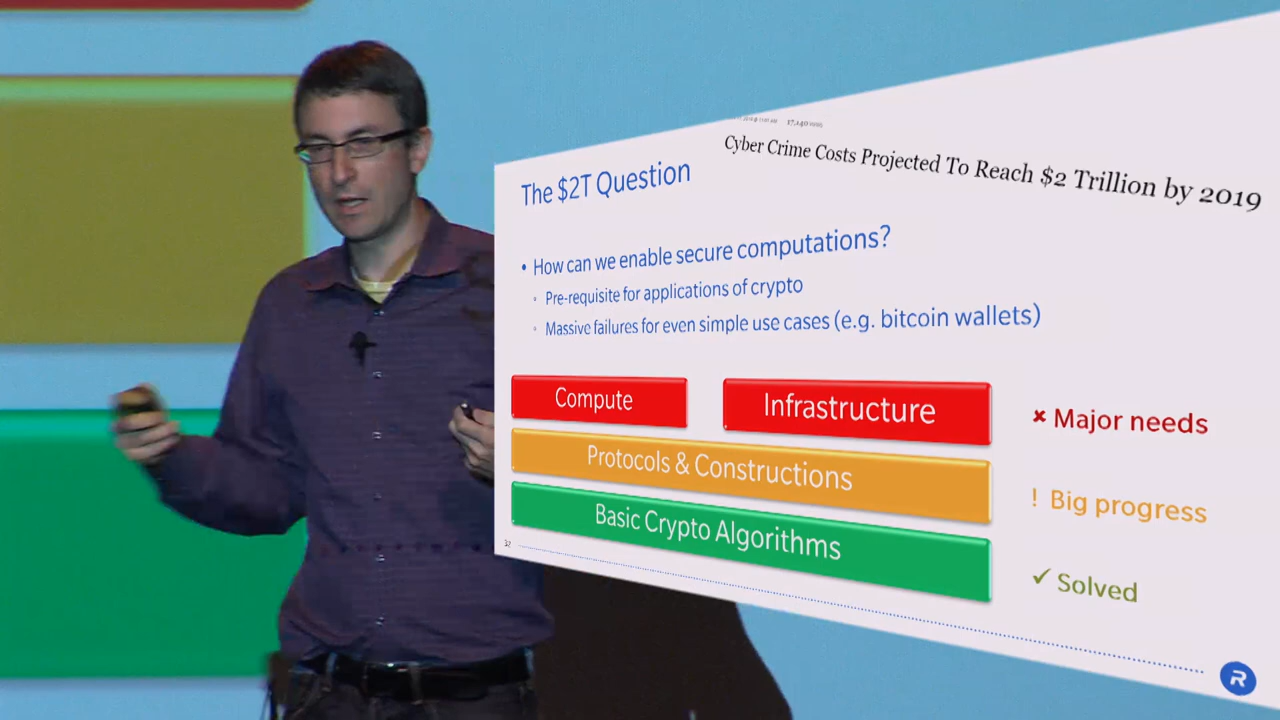 Cyber Crime Costs Projected To Reach $2 Trillion by 2019
The $2T Question
• How can we enable secure computations?
◦ Pre-requisite for applications of crypto
◦ Massive failures for even simple use cases (e.g. bitcoin wallets)
Compute Infrastructure × Major needs
Protocols & Constructions ! Big progress
Basic Crypto Algorithms ✓ Solved
32
R